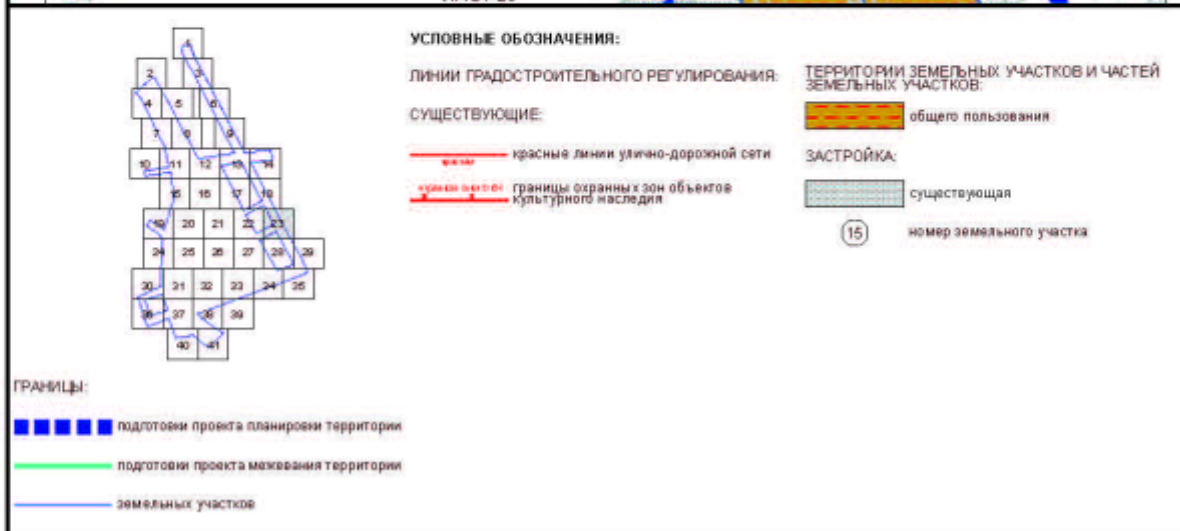 1
2 3
4 5 6
7 8 9
10 11 12 13 14
15 16 17 18
19 20 21 22 23
24 25 26 27 28 29
30 31 32 33 34 35
36 37 38 39
40 41
УСЛОВНЫЕ ОБОЗНАЧЕНИЯ:
ЛИНИИ ГРАДОСТРОИТЕЛЬНОГО РЕГУЛИРОВАНИЯ:
СУЩЕСТВУЮЩИЕ:
красные линии улично-дорожной сети
границы охранных зон объектов
культурного наследия
ТЕРРИТОРИИ ЗЕМЕЛЬНЫХ УЧАСТКОВ И ЧАСТЕЙ
ЗЕМЕЛЬНЫХ УЧАСТКОВ:
общего пользования
ЗАСТРОЙКА:
существующая
15 номер земельного участка
ГРАНИЦЫ:
подготовки проекта планировки территории
подготовки проекта межевания территории
земельных участков